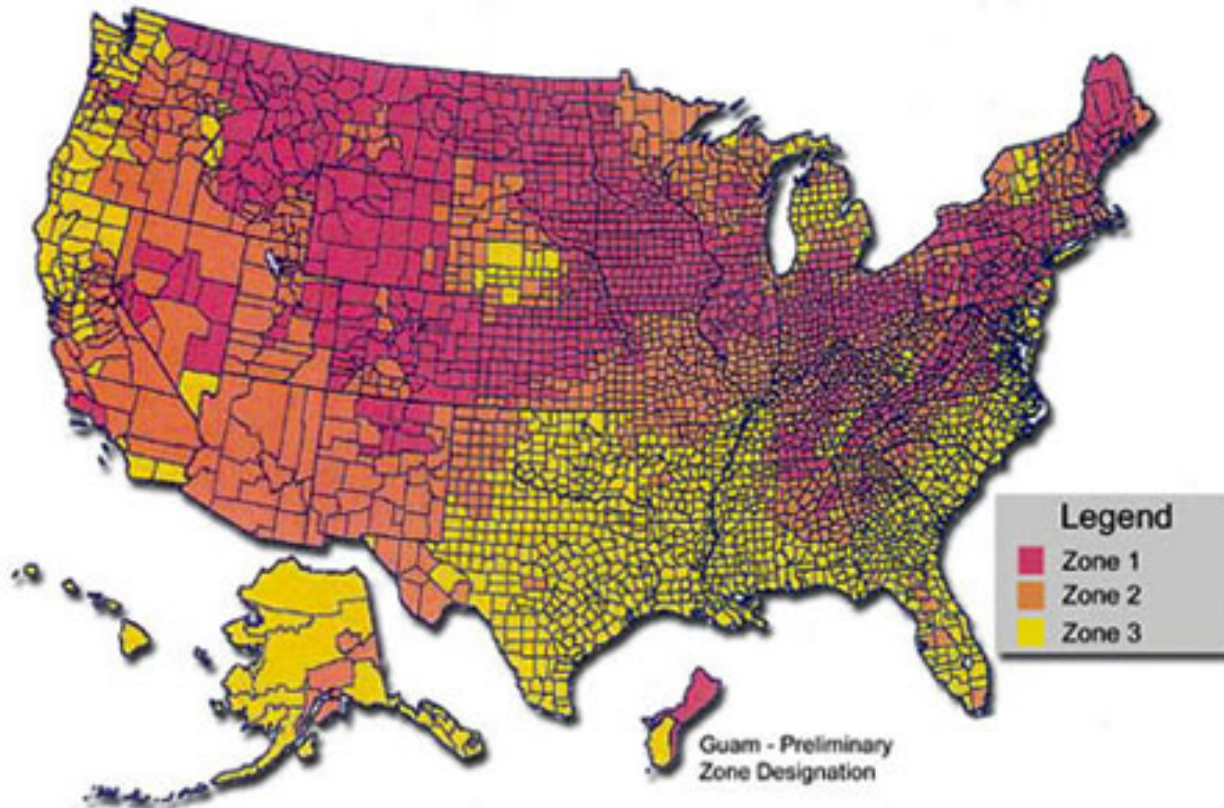 Legend
Zone 1
Zone 2
Zone 3
Guam - Preliminary
Zone Designation